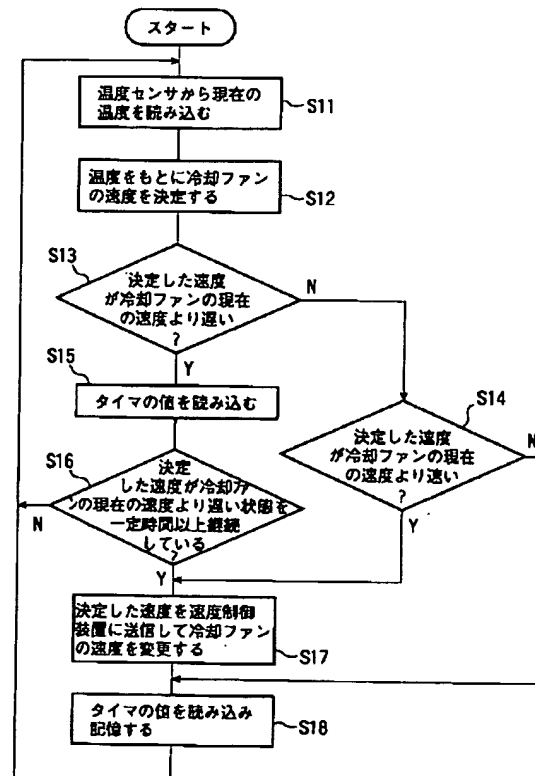 スタート
温度センサから現在の
温度を読み込む
S11
温度をもとに冷却ファン
の速度を決定する
S12
S13
決定した速度
が冷却ファンの現在
の速度より遅い
?
N
Y
S15
タイマの値を読み込む
S14
決定した速度
が冷却ファンの現在
の速度より速い
?
N
Y
S16
決定
した速度が冷却ファ
ンの現在の速度より遅い状態を
一定時間以上継続
している
?
N
Y
決定した速度を速度制御
装置に送信して冷却ファン
の速度を変更する
S17
タイマの値を読み込み
記憶する
S18